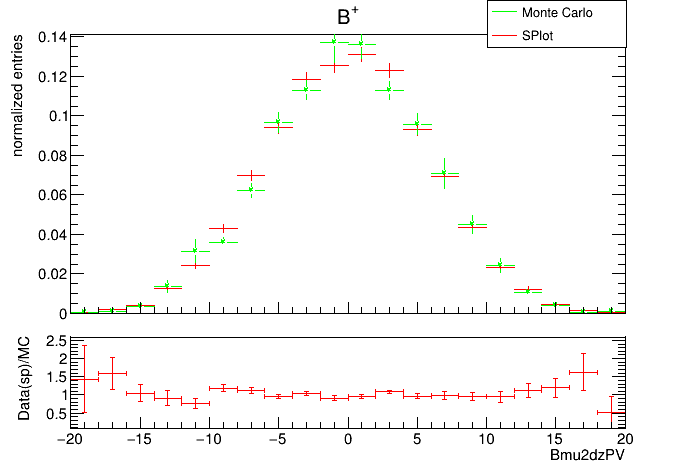 B+
Monte Carlo
SPlot
normalized entries
0.14
0.12
0.1
0.08
0.06
0.04
0.02
0
Data(sp)/MC
2.5
2
1.5
1
0.5
−20 −15 −10 −5 0 5 10 15 20
Bmu2dzPV